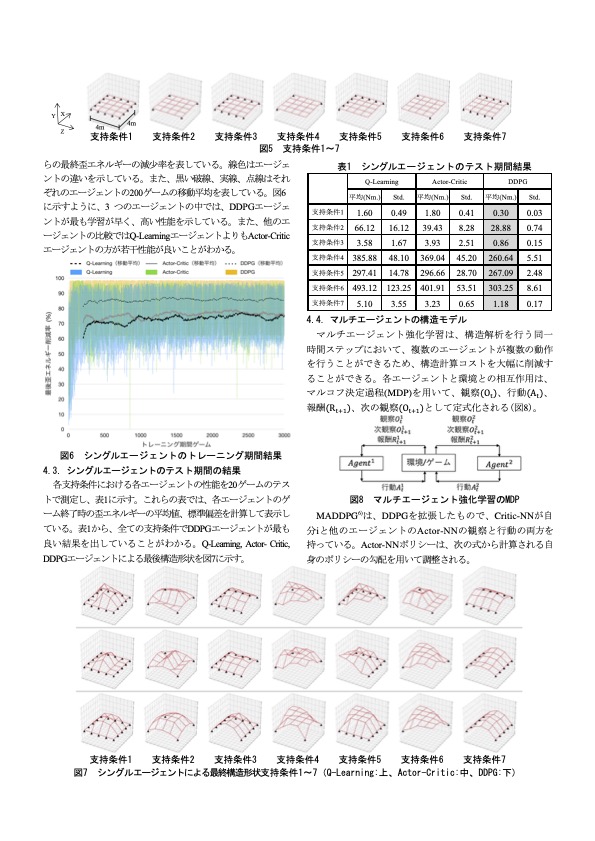 Y
X
Z
4m
4m
支持条件1 支持条件2 支持条件3 支持条件4 支持条件5 支持条件6 支持条件7
図5 支持条件1～7
らの最終歪エネルギーの減少率を表している。線色はエージェ
ントの違いを示している。また、黒い破線、実線、点線はそれ
ぞれのエージェントの200ゲームの移動平均を表している。図6
に示すように、3 つのエージェントの中では、DDPGエージェ
ントが最も学習が早く、高い性能を示している。また、他のエ
ージェントの比較ではQ-LearningエージェントよりもActor-Critic
エージェントの方が若干性能が良いことがわかる。
Q-Learning（移動平均） Actor-Critic（移動平均） DDPG（移動平均）
Q-Learning Actor-Critic DDPG
最後歪エネルギー削減率 (%)
100
90
80
70
60
50
40
30
20
10
0
0 500 1000 1500 2000 2500 3000
トレーニング期間ゲーム
図6 シングルエージェントのトレーニング期間結果
4.3. シングルエージェントのテスト期間の結果
各支持条件における各エージェントの性能を20ゲームのテス
トで測定し、表1に示す。これらの表では、各エージェントのゲ
ーム終了時の歪エネルギーの平均値、標準偏差を計算して表示し
ている。表1から、全ての支持条件でDDPGエージェントが最も
良い結果を出していることがわかる。Q-Learning, Actor- Critic,
DDPGエージェントによる最後構造形状を図7に示す。
表1 シングルエージェントのテスト期間結果
Q-Learning Actor-Critic DDPG
平均(Nm.) Std. 平均(Nm.) Std. 平均(Nm.) Std.
支持条件1 1.60 0.49 1.80 0.41 0.30 0.03
支持条件2 66.12 16.12 39.43 8.28 28.88 0.74
支持条件3 3.58 1.67 3.93 2.51 0.86 0.15
支持条件4 385.88 48.10 369.04 45.20 260.64 5.51
支持条件5 297.41 14.78 296.66 28.70 267.09 2.48
支持条件6 493.12 123.25 401.91 53.51 303.25 8.61
支持条件7 5.10 3.55 3.23 0.65 1.18 0.17
4.4. マルチエージェントの構造モデル
マルチエージェント強化学習は、構造解析を行う同一
時間ステップにおいて、複数のエージェントが複数の動作
を行うことができるため、構造計算コストを大幅に削減す
ることができる。各エージェントと環境との相互作用は、
マルコフ決定過程(MDP)を用いて、観察(Oₜ)、行動(Aₜ)、
報酬(Rₜ₊₁)、次の観察(Oₜ₊₁)として定式化される(図8)。
観察O¹ₜ 観察O²ₜ
次観察O¹ₜ₊₁ 次観察O²ₜ₊₁
報酬R¹ₜ₊₁ 報酬R²ₜ₊₁
Agent¹ 環境/ゲーム Agent²
行動A¹ₜ 行動A²ₜ
図8 マルチエージェント強化学習のMDP
MADDPG⁶⁾は、DDPGを拡張したもので、Critic-NNが自
分iと他のエージェントのActor-NNの観察と行動の両方を
持っている。Actor-NNポリシーは、次の式から計算される自
身のポリシーの勾配を用いて調整される。
支持条件1 支持条件2 支持条件3 支持条件4 支持条件5 支持条件6 支持条件7
図7 シングルエージェントによる最終構造形状支持条件1～7 (Q-Learning:上、Actor-Critic:中、DDPG:下)